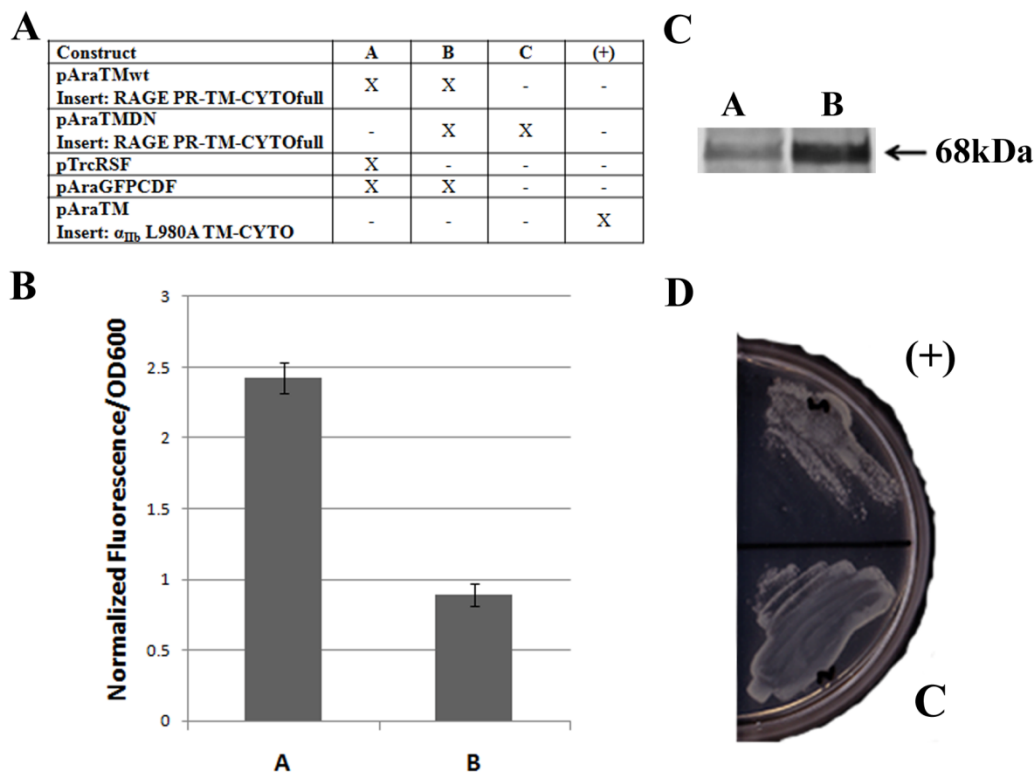 A
Construct A B C (+)
pAraTMwt
Insert: RAGE PR-TM-CYTOfull X X - -
pAraTMDN
Insert: RAGE PR-TM-CYTOfull - X X -
pTrcRSF X - - -
pAraGFPCDF X X - -
pAraTM
Insert: αIIb L980A TM-CYTO - - - X
C
A B
68kDa
B
Normalized Fluorescence/OD600
3
2.5
2
1.5
1
0.5
0
A B
D
(+)
C